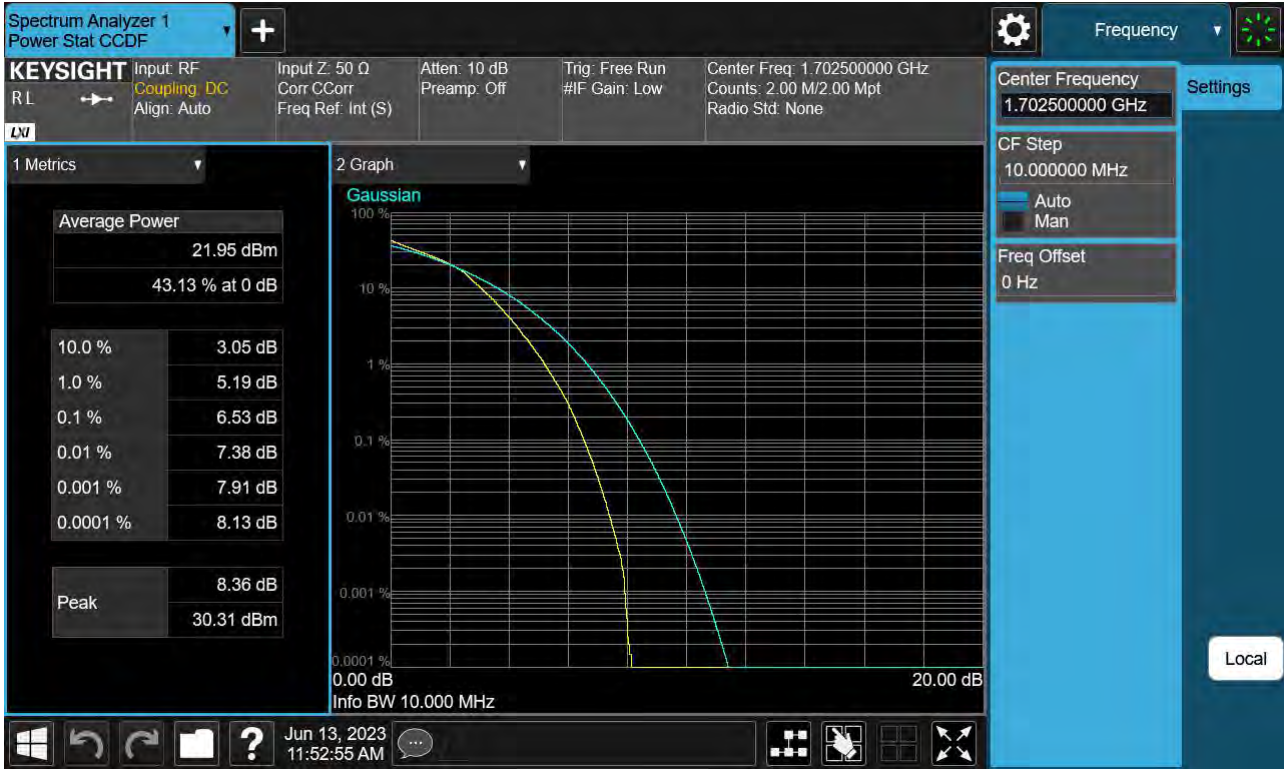 Spectrum Analyzer 1
Power Stat CCDF
Frequency
KEYSIGHT
R L
LXI
Input: RF
Coupling: DC
Align: Auto
Input Z: 50 Ω
Corr CCorr
Freq Ref: Int (S)
Atten: 10 dB
Preamp: Off
Trig: Free Run
#IF Gain: Low
Center Freq: 1.702500000 GHz
Counts: 2.00 M/2.00 Mpt
Radio Std: None
Center Frequency
1.702500000 GHz
Settings
CF Step
10.000000 MHz
Auto
Man
Freq Offset
0 Hz
1 Metrics
Average Power
21.95 dBm
43.13 % at 0 dB
10.0 % 3.05 dB
1.0 % 5.19 dB
0.1 % 6.53 dB
0.01 % 7.38 dB
0.001 % 7.91 dB
0.0001 % 8.13 dB
Peak
8.36 dB
30.31 dBm
2 Graph
Gaussian
100 %
10 %
1 %
0.1 %
0.01 %
0.001 %
0.0001 %
0.00 dB 20.00 dB
Info BW 10.000 MHz
Local
?
Jun 13, 2023
11:52:55 AM